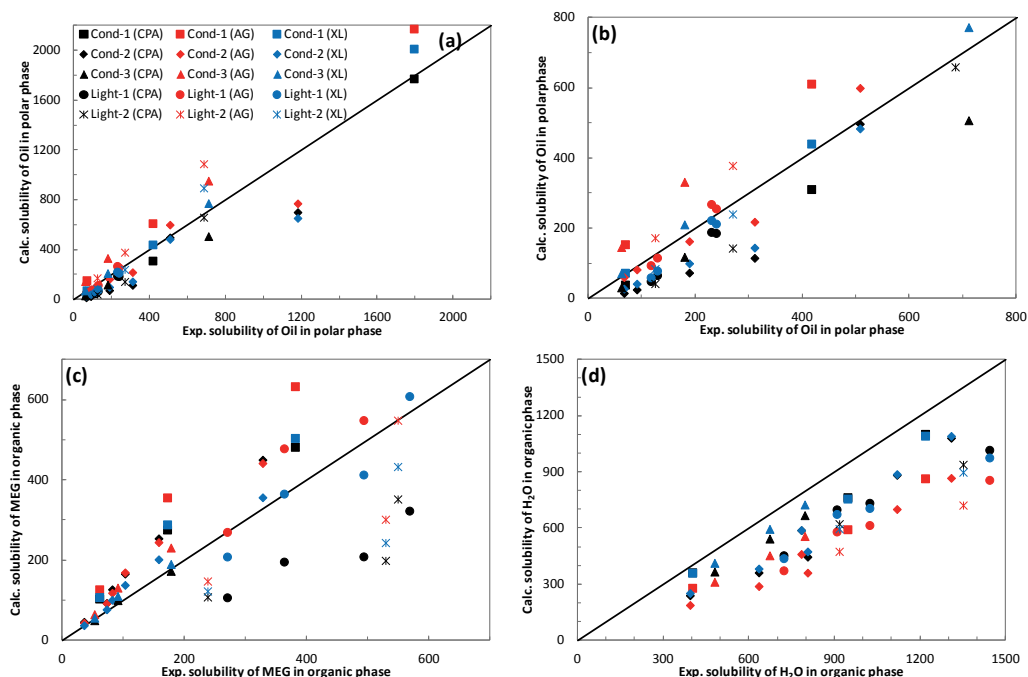 (a)
Cond-1 (CPA) Cond-1 (AG) Cond-1 (XL)
Cond-2 (CPA) Cond-2 (AG) Cond-2 (XL)
Cond-3 (CPA) Cond-3 (AG) Cond-3 (XL)
Light-1 (CPA) Light-1 (AG) Light-1 (XL)
Light-2 (CPA) Light-2 (AG) Light-2 (XL)
Calc. solubility of Oil in polar phase
2000
1600
1200
800
400
0
0 400 800 1200 1600 2000
Exp. solubility of Oil in polar phase
(b)
Calc. solubility of Oil in polar phase
800
600
400
200
0
0 200 400 600 800
Exp. solubility of Oil in polar phase
(c)
Calc. solubility of MEG in organic phase
600
400
200
0
0 200 400 600
Exp. solubility of MEG in organic phase
(d)
Calc. solubility of H₂O in organic phase
1500
1300
1100
900
700
500
300
100
0 300 600 900 1200 1500
Exp. solubility of H₂O in organic phase